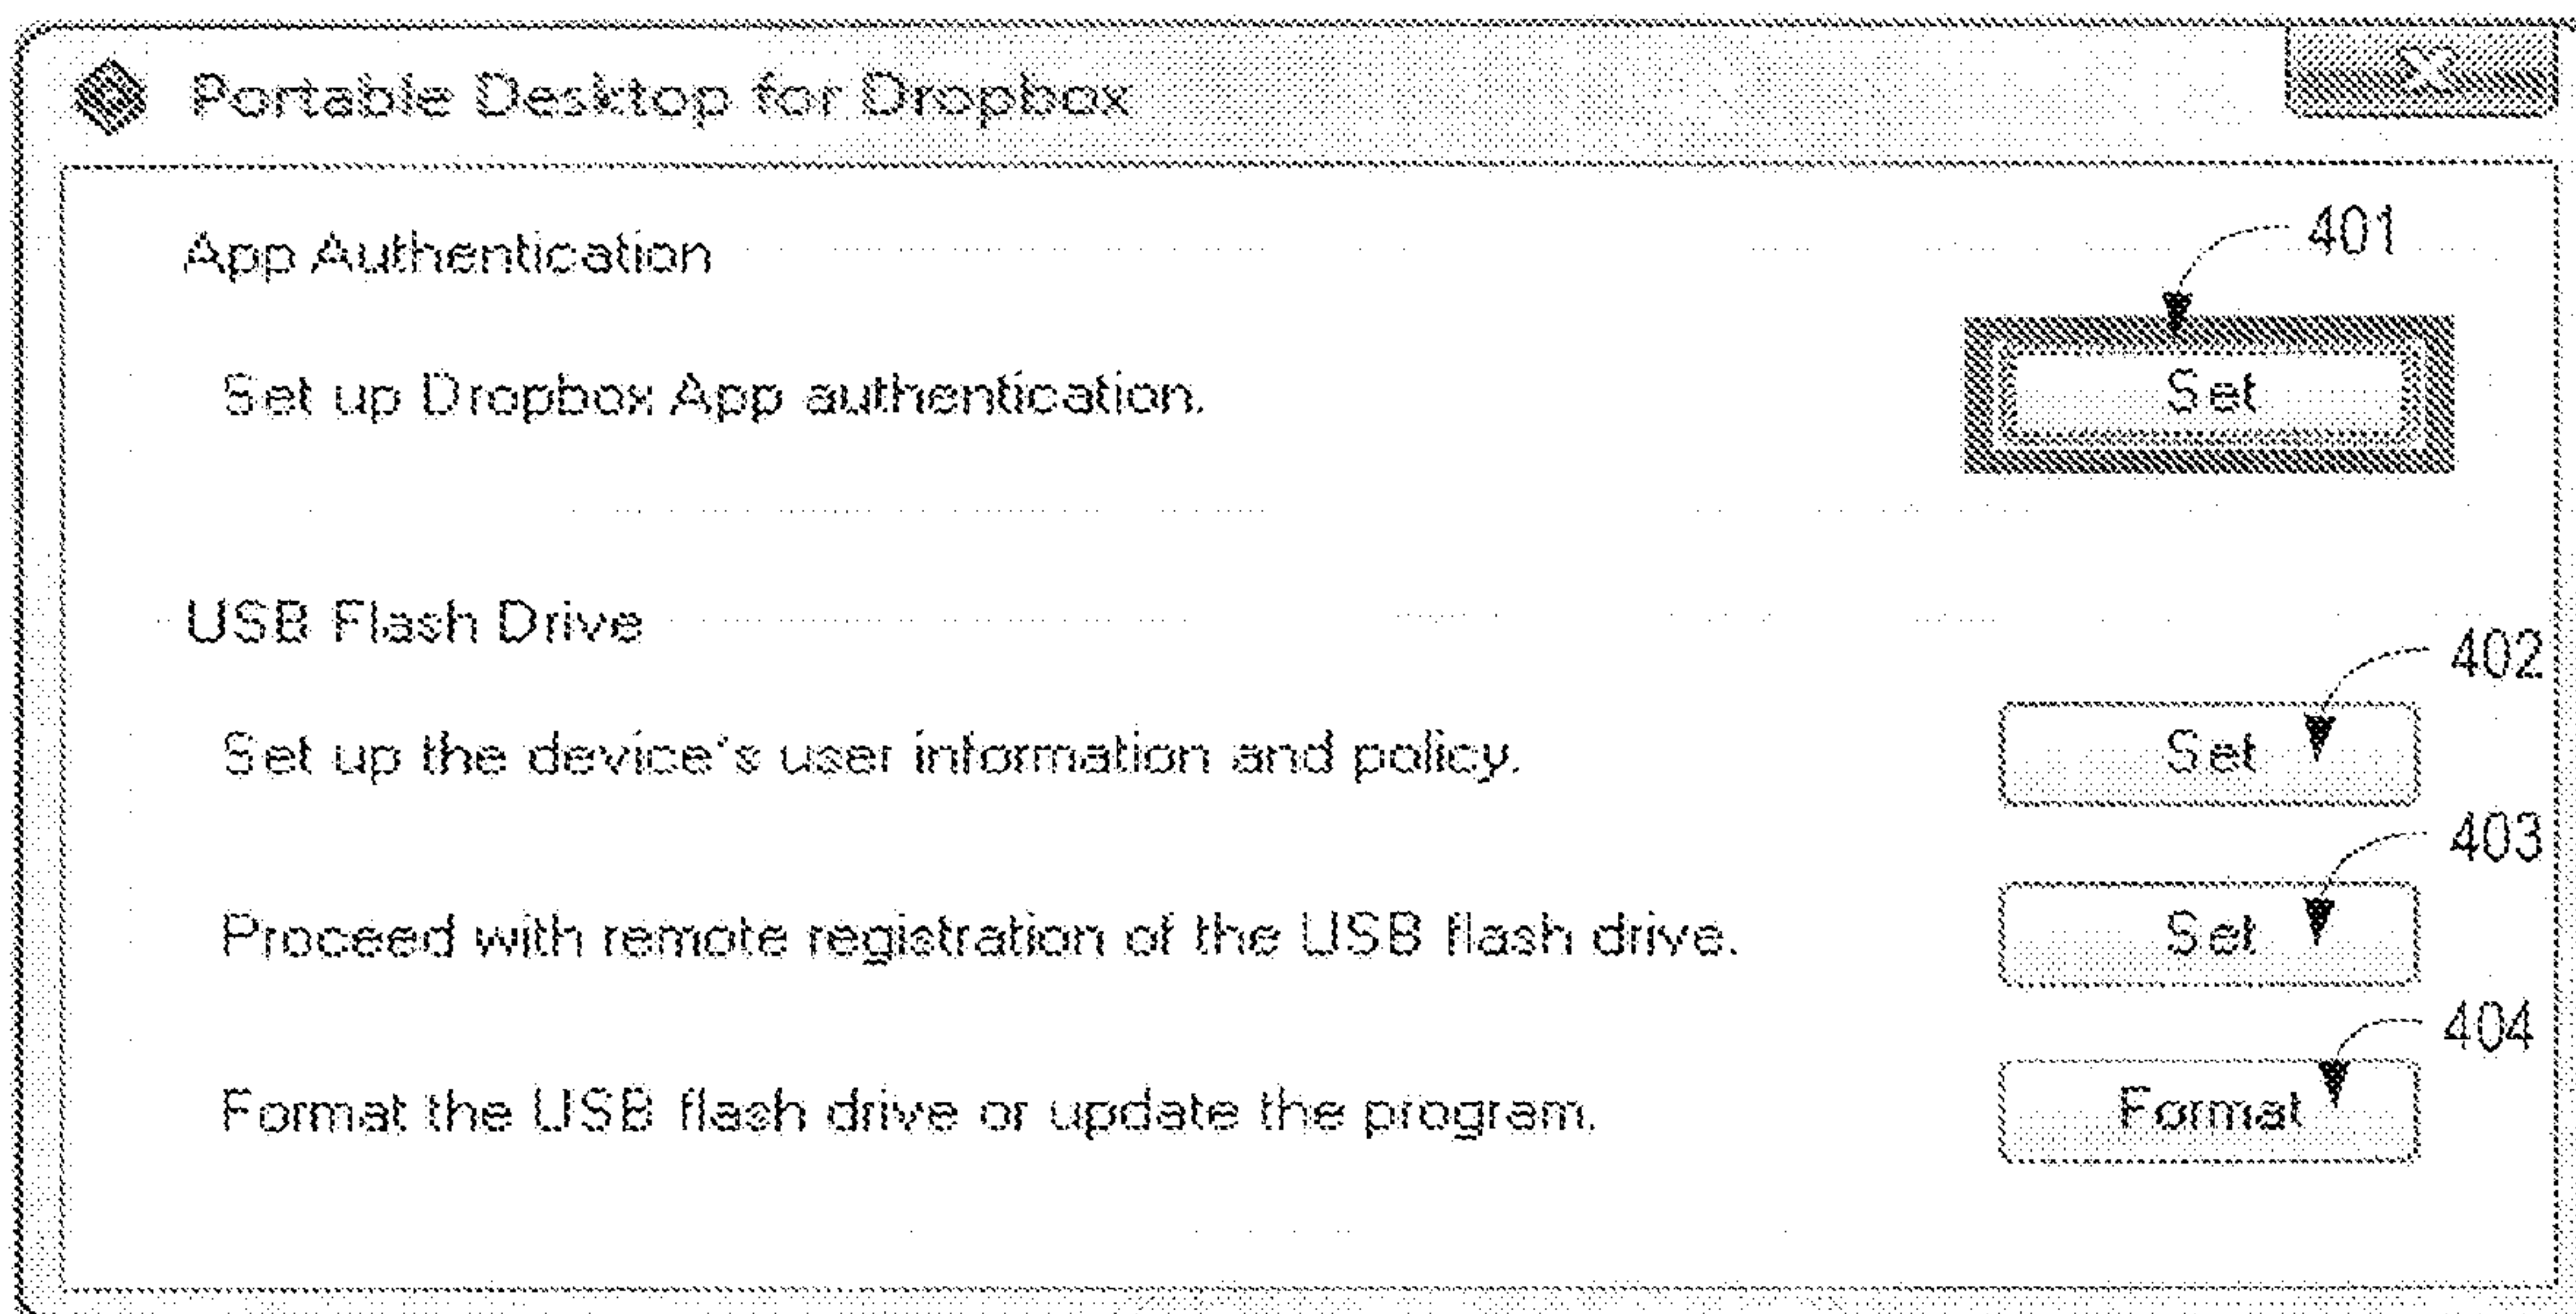 Portable Desktop for Dropbox
App Authentication
401
Set up Dropbox App authentication.
Set
USB Flash Drive
402
Set up the device's user information and policy.
Set
403
Proceed with remote registration of the USB flash drive.
Set
404
Format the USB flash drive or update the program.
Format